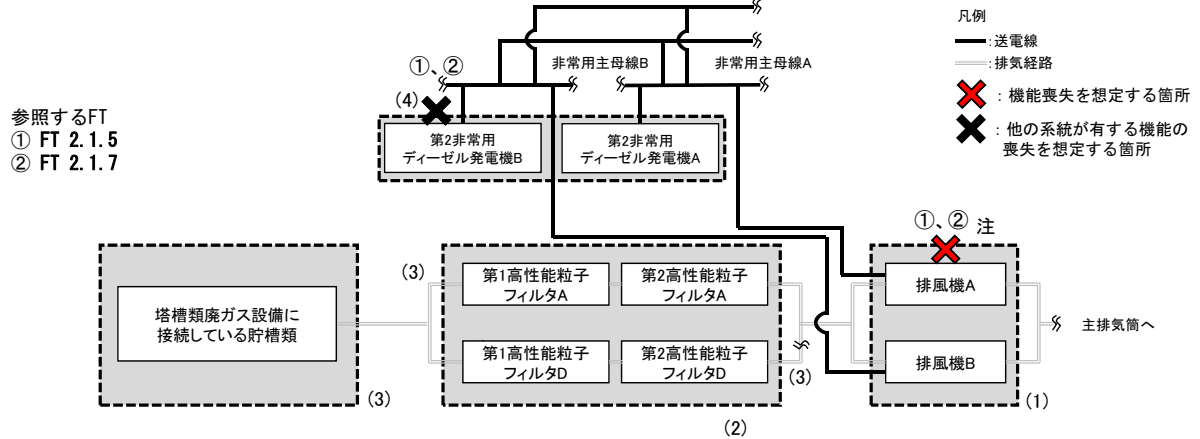 凡例
:送電線
:排気経路
:機能喪失を想定する箇所
:他の系統が有する機能の
喪失を想定する箇所
参照するFT
① FT 2.1.5
② FT 2.1.7
①、②
非常用主母線B
非常用主母線A
(4)
第2非常用
ディーゼル発電機B
第2非常用
ディーゼル発電機A
①、② 注
(3)
第1高性能粒子
フィルタA
第2高性能粒子
フィルタA
排風機A
塔槽類廃ガス設備に
接続している貯槽類
主排気筒へ
第1高性能粒子
フィルタD
第2高性能粒子
フィルタD
(3)
排風機B
(3)
(2)
(1)